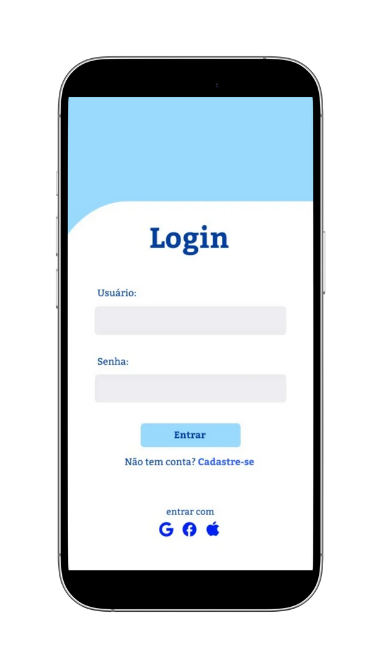 Login
Usuário:
Senha:
Entrar
Não tem conta? Cadastre-se
entrar com